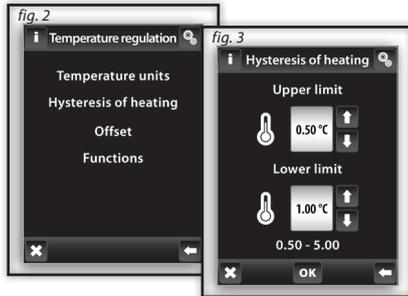 fig. 2
Temperature regulation
Temperature units
Hysteresis of heating
Offset
Functions
fig. 3
Hysteresis of heating
Upper limit
0.50 °C
Lower limit
1.00 °C
0.50 - 5.00
OK